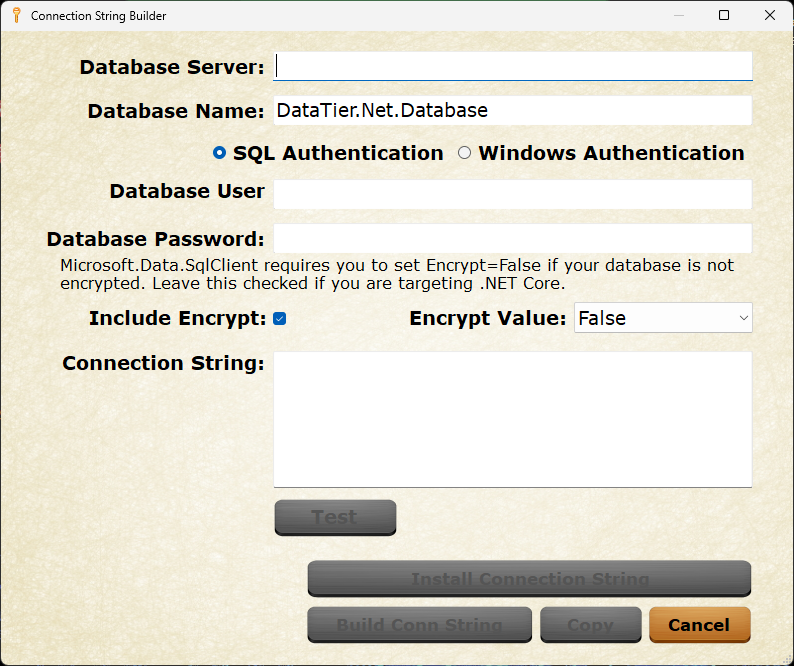 Connection String Builder
Database Server:
Database Name: DataTier.Net.Database
SQL Authentication Windows Authentication
Database User
Database Password:
Microsoft.Data.SqlClient requires you to set Encrypt=False if your database is not
encrypted. Leave this checked if you are targeting .NET Core.
Include Encrypt: Encrypt Value: False
Connection String:
Test
Install Connection String
Build Conn String Copy Cancel